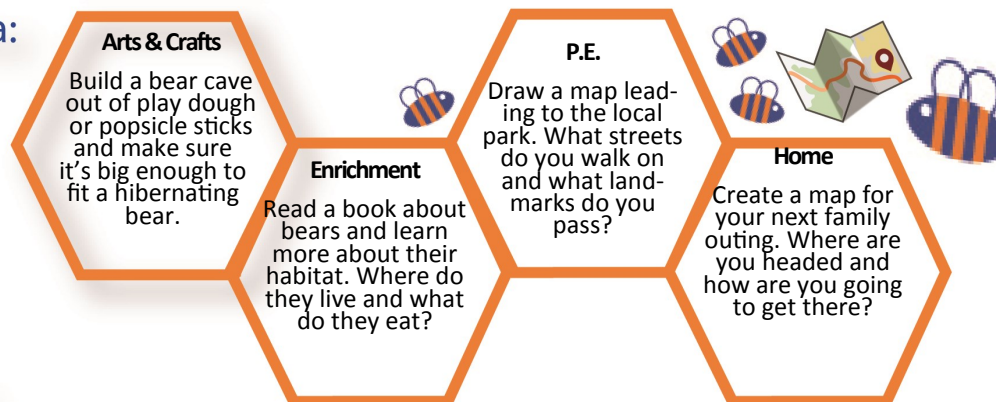 a:
Arts & Crafts
Build a bear cave
out of play dough
or popsicle sticks
and make sure
it's big enough to
fit a hibernating
bear.
Enrichment
Read a book about
bears and learn
more about their
habitat. Where do
they live and what
do they eat?
P.E.
Draw a map lead-
ing to the local
park. What streets
do you walk on
and what land-
marks do you
pass?
Home
Create a map for
your next family
outing. Where are
you headed and
how are you going
to get there?